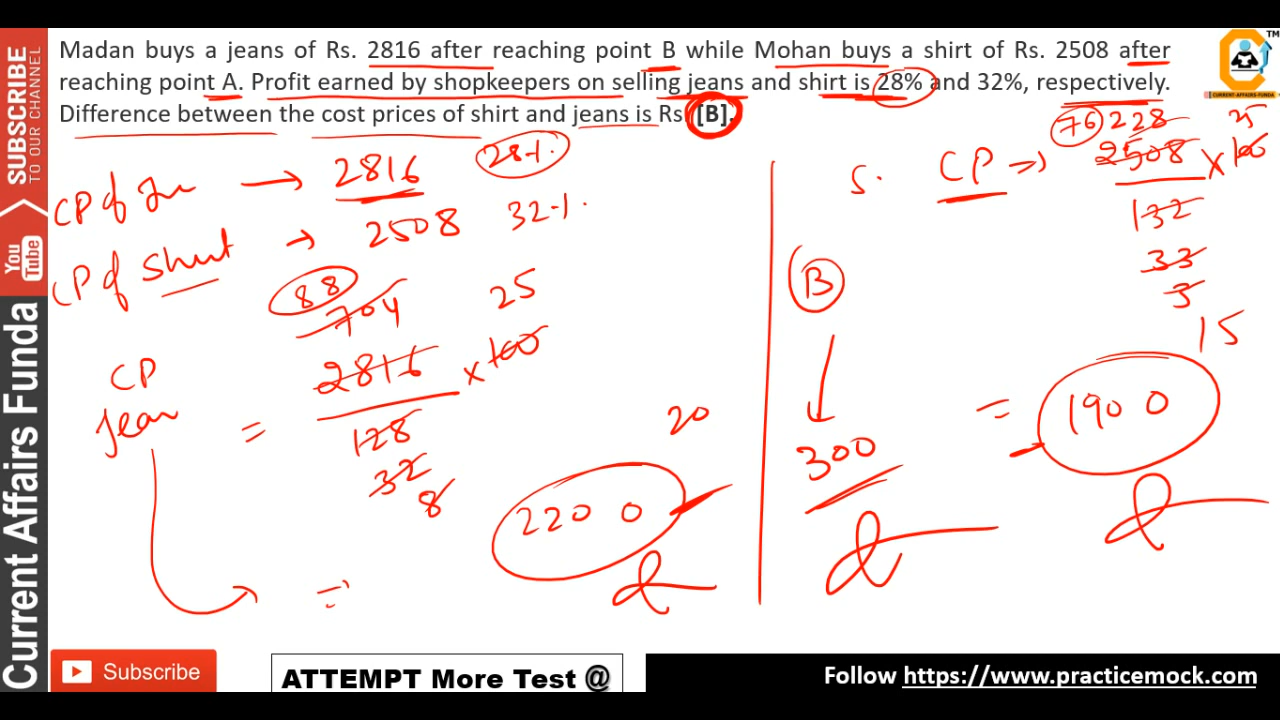 Madan buys a jeans of Rs. 2816 after reaching point B while Mohan buys a shirt of Rs. 2508 after
reaching point A. Profit earned by shopkeepers on selling jeans and shirt is 28% and 32%, respectively.
Difference between the cost prices of shirt and jeans is Rs. [B].
CURRENT-AFFAIRS-FUNDA
SUBSCRIBE
TO OUR CHANNEL
You Tube
Current Affairs Funda
CP of → 2816 28%
CP of Shirt → 2508 32%
88
704 25
CP 2816 × 100
Jean = 128
32
8
20
= 2200
S. CP ⇒ 76 228 25
2508 × 100
132
33
3
15
= 1900
B
300
Subscribe
ATTEMPT More Test @
Follow https://www.practicemock.com